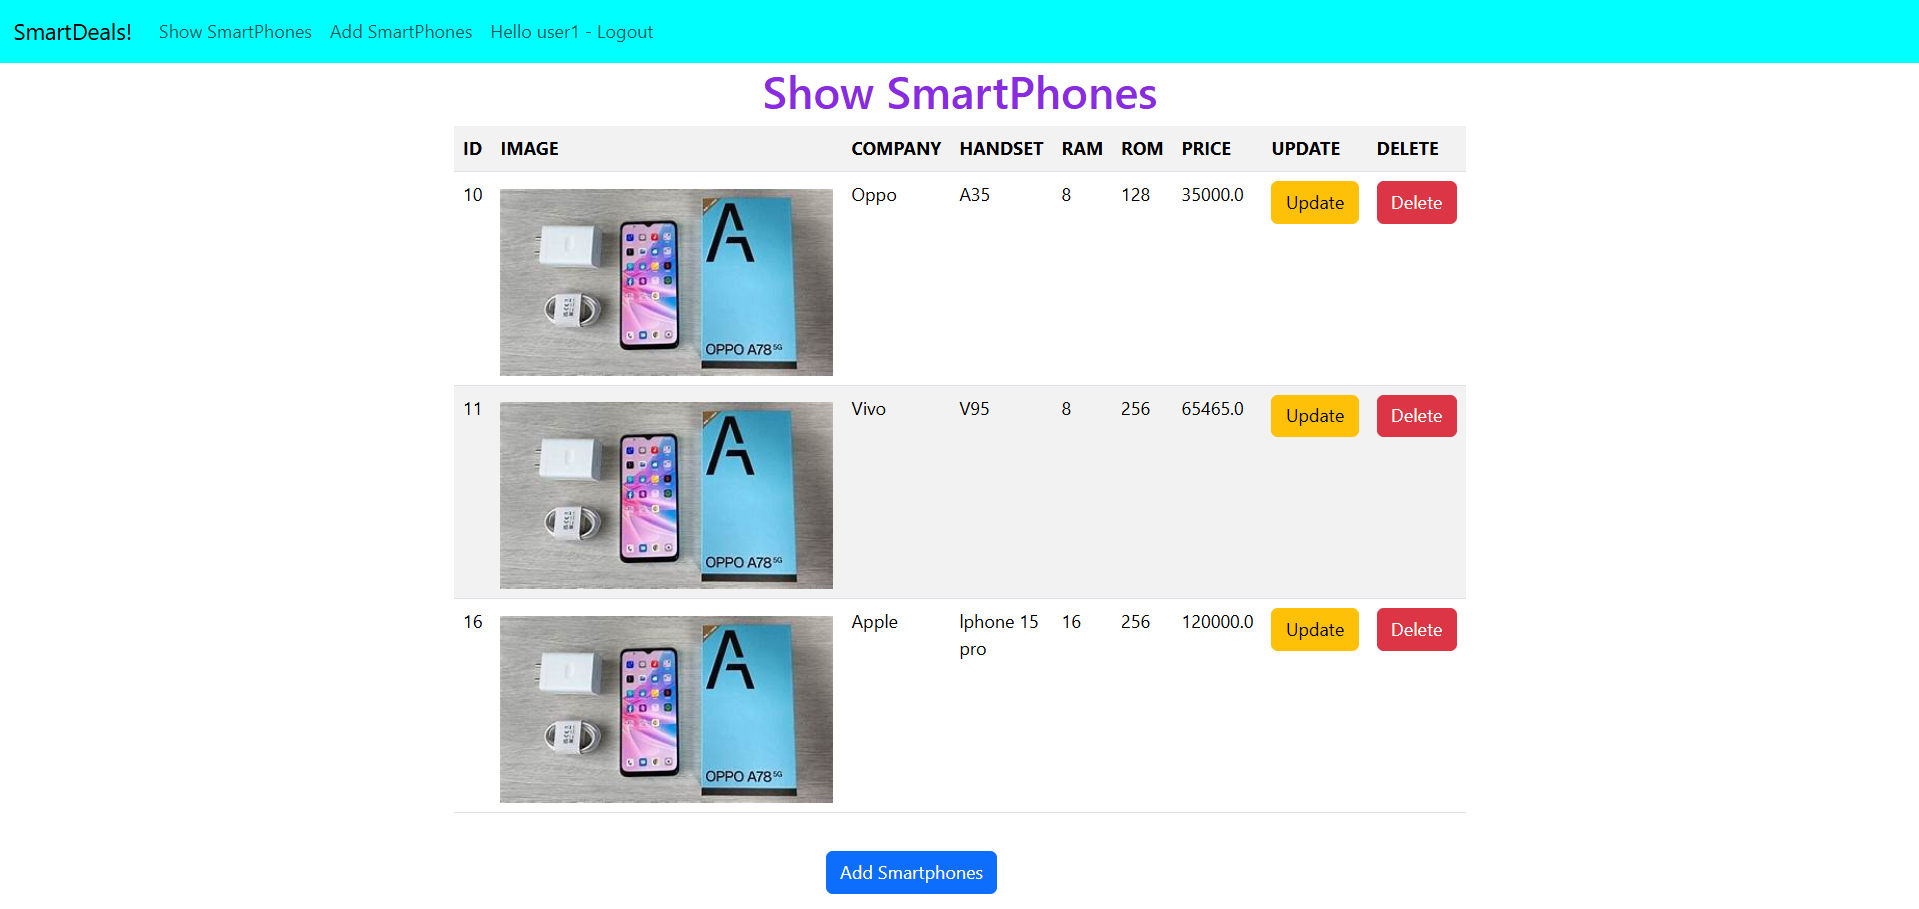 SmartDeals! Show SmartPhones Add SmartPhones Hello user1 - Logout
Show SmartPhones
ID IMAGE COMPANY HANDSET RAM ROM PRICE UPDATE DELETE
10 Oppo A35 8 128 35000.0 Update Delete
A
OPPO A78 5G
11 Vivo V95 8 256 65465.0 Update Delete
A
OPPO A78 5G
16 Apple Iphone 15 16 256 120000.0 Update Delete
pro
A
OPPO A78 5G
Add Smartphones